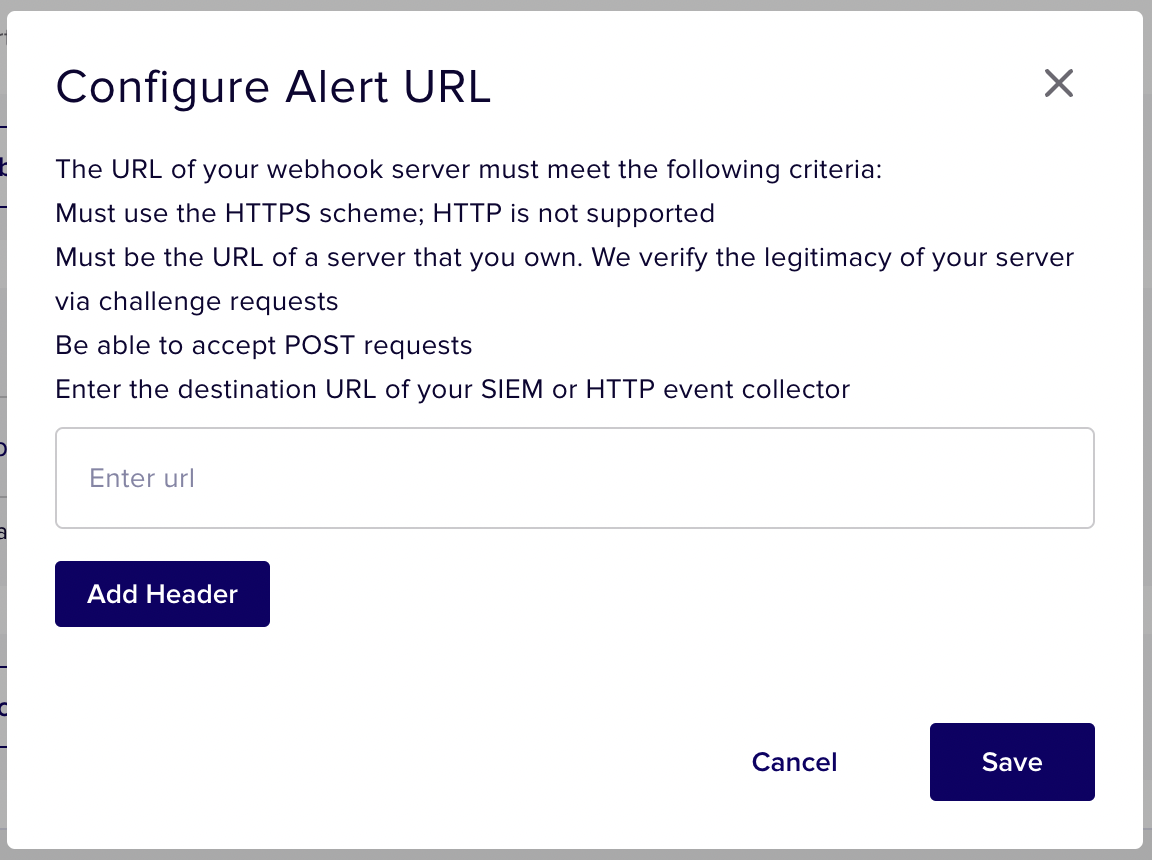 Configure Alert URL
The URL of your webhook server must meet the following criteria:
Must use the HTTPS scheme; HTTP is not supported
Must be the URL of a server that you own. We verify the legitimacy of your server
via challenge requests
Be able to accept POST requests
Enter the destination URL of your SIEM or HTTP event collector
Enter url
Add Header
Cancel
Save